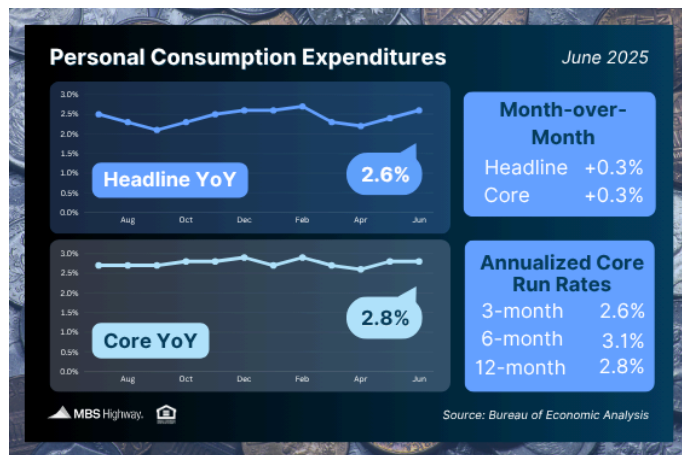 Personal Consumption Expenditures
June 2025
3.0%
2.5%
2.0%
1.5%
1.0%
0.5%
0.0%
Headline YoY
2.6%
Aug Oct Dec Feb Apr Jun
3.0%
2.5%
2.0%
1.5%
1.0%
0.5%
0.0%
Core YoY
2.8%
Aug Oct Dec Feb Apr Jun
Month-over-
Month
Headline +0.3%
Core +0.3%
Annualized Core
Run Rates
3-month 2.6%
6-month 3.1%
12-month 2.8%
MBS Highway.
Source: Bureau of Economic Analysis